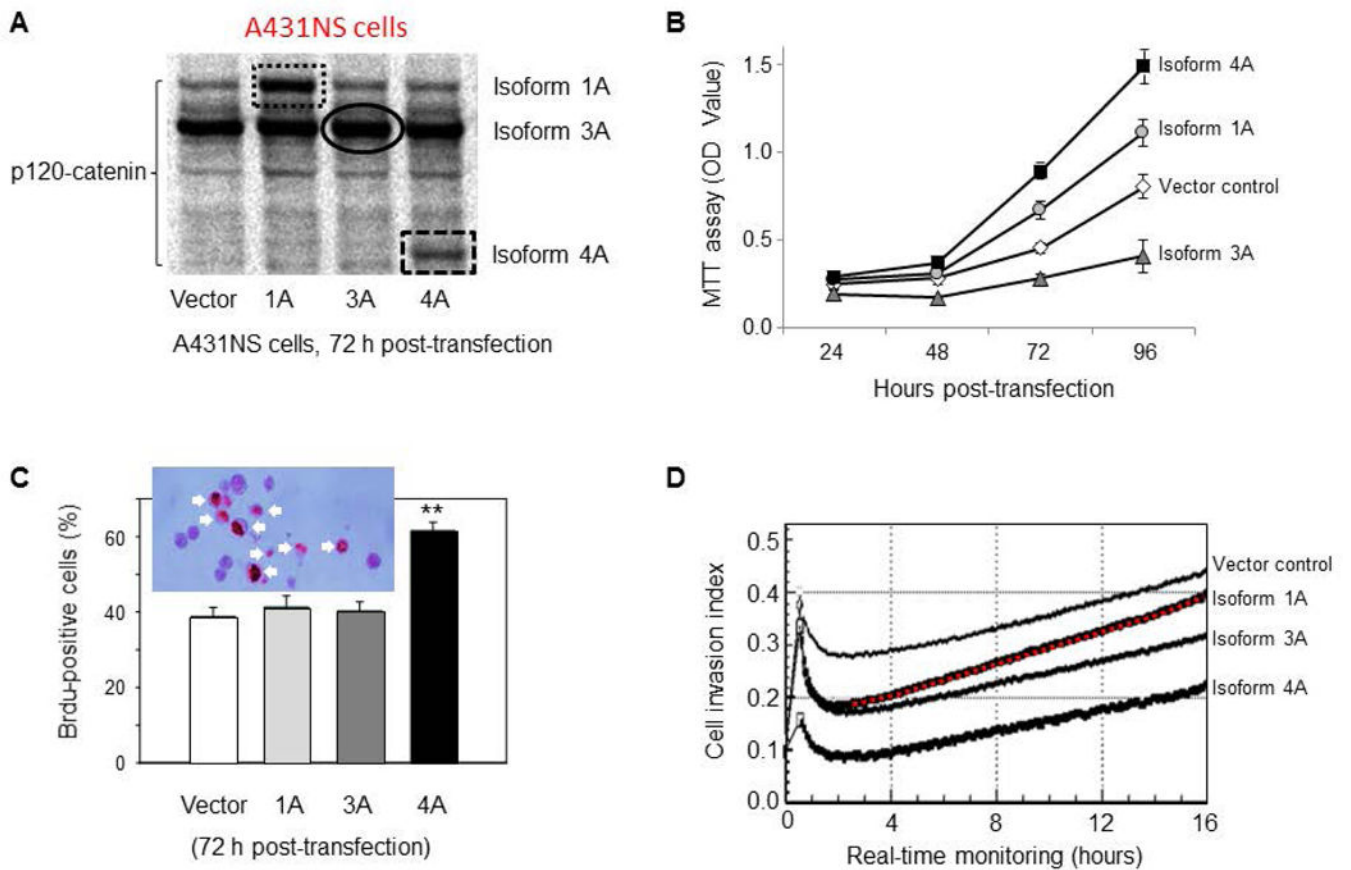 A
A431NS cells
p120-catenin
Isoform 1A
Isoform 3A
Isoform 4A
Vector 1A 3A 4A
A431NS cells, 72 h post-transfection
B
MTT assay (OD Value)
1.5
1.0
0.5
0.0
24 48 72 96
Hours post-transfection
Isoform 4A
Isoform 1A
Vector control
Isoform 3A
C
Brdu-positive cells (%)
60
40
20
0
**
Vector 1A 3A 4A
(72 h post-transfection)
D
Cell invasion index
0.5
0.4
0.3
0.2
0.1
0.0
0 4 8 12 16
Real-time monitoring (hours)
Vector control
Isoform 1A
Isoform 3A
Isoform 4A